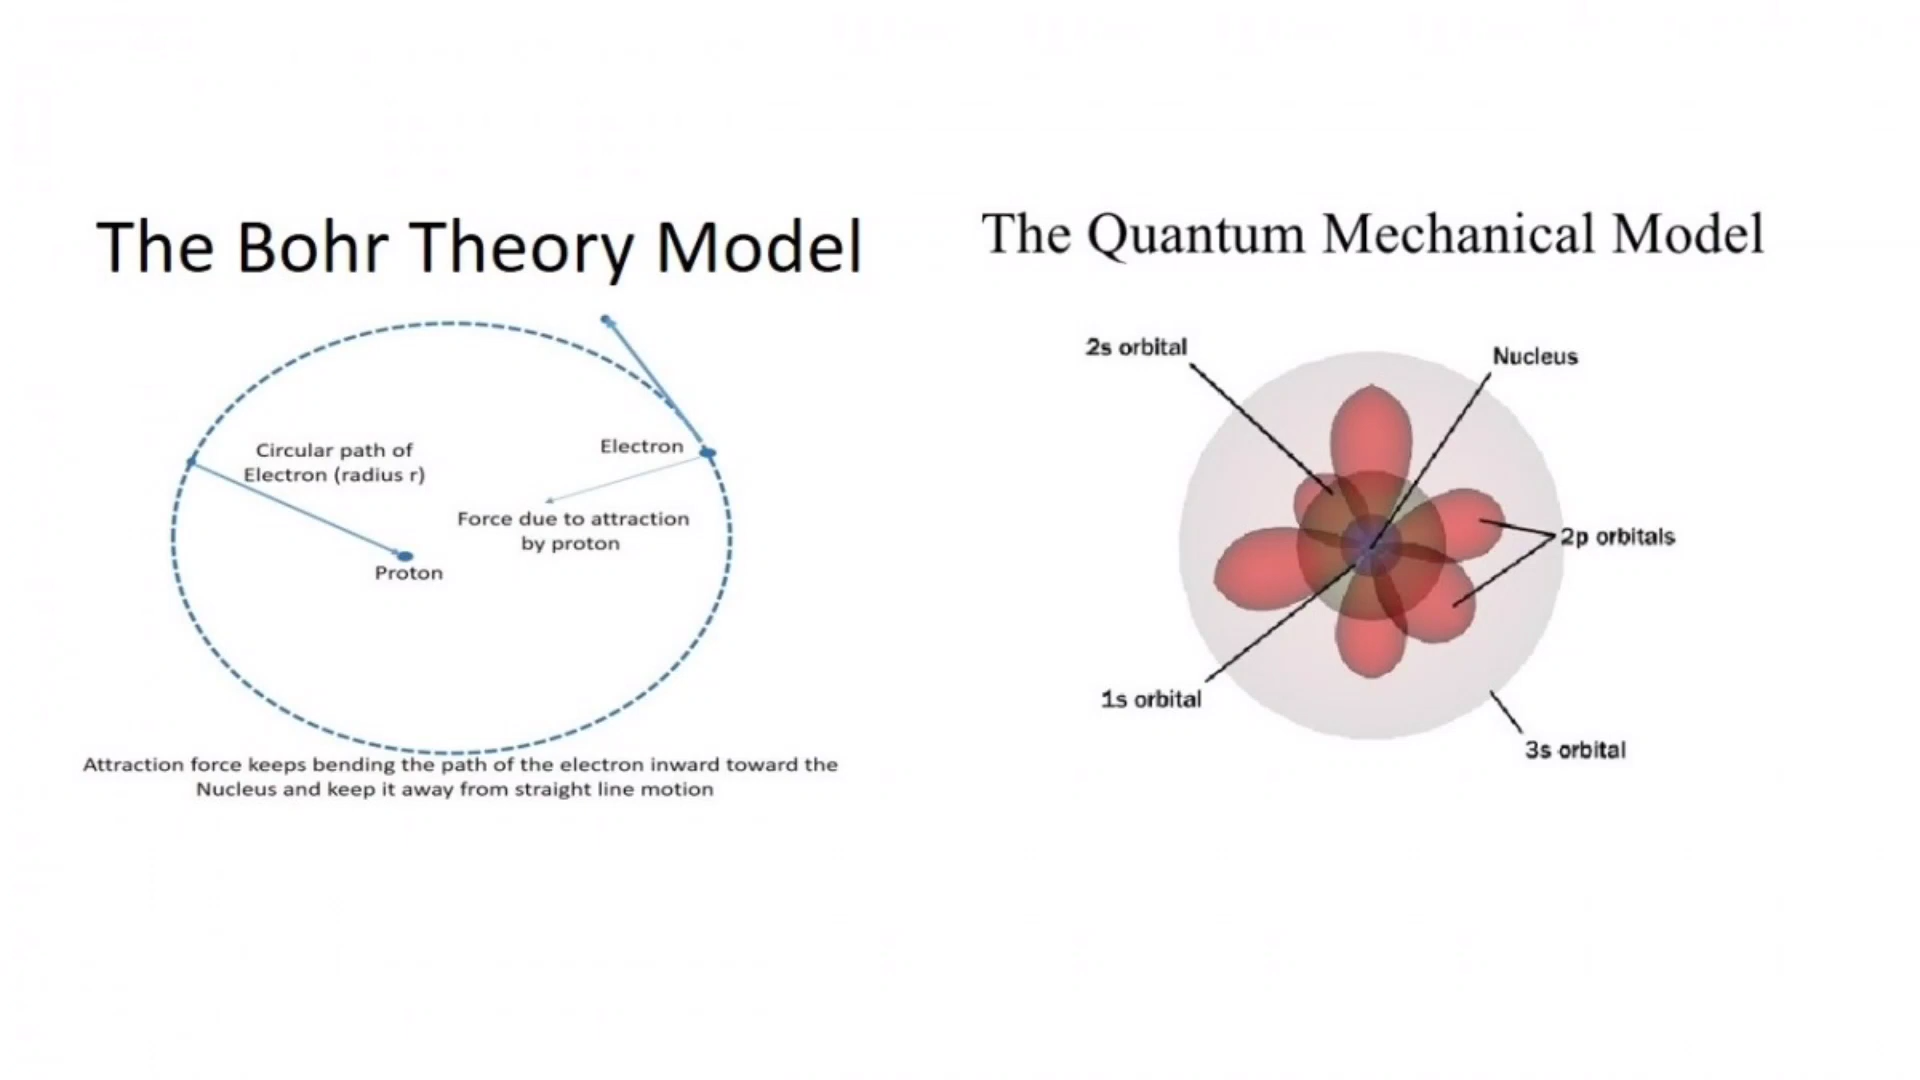 The Bohr Theory Model
Circular path of
Electron (radius r)
Electron
Force due to attraction
by proton
Proton
Attraction force keeps bending the path of the electron inward toward the
Nucleus and keep it away from straight line motion
The Quantum Mechanical Model
2s orbital
Nucleus
2p orbitals
1s orbital
3s orbital